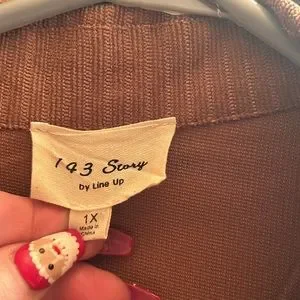 143 Story
by Line Up
1X
Made in
China